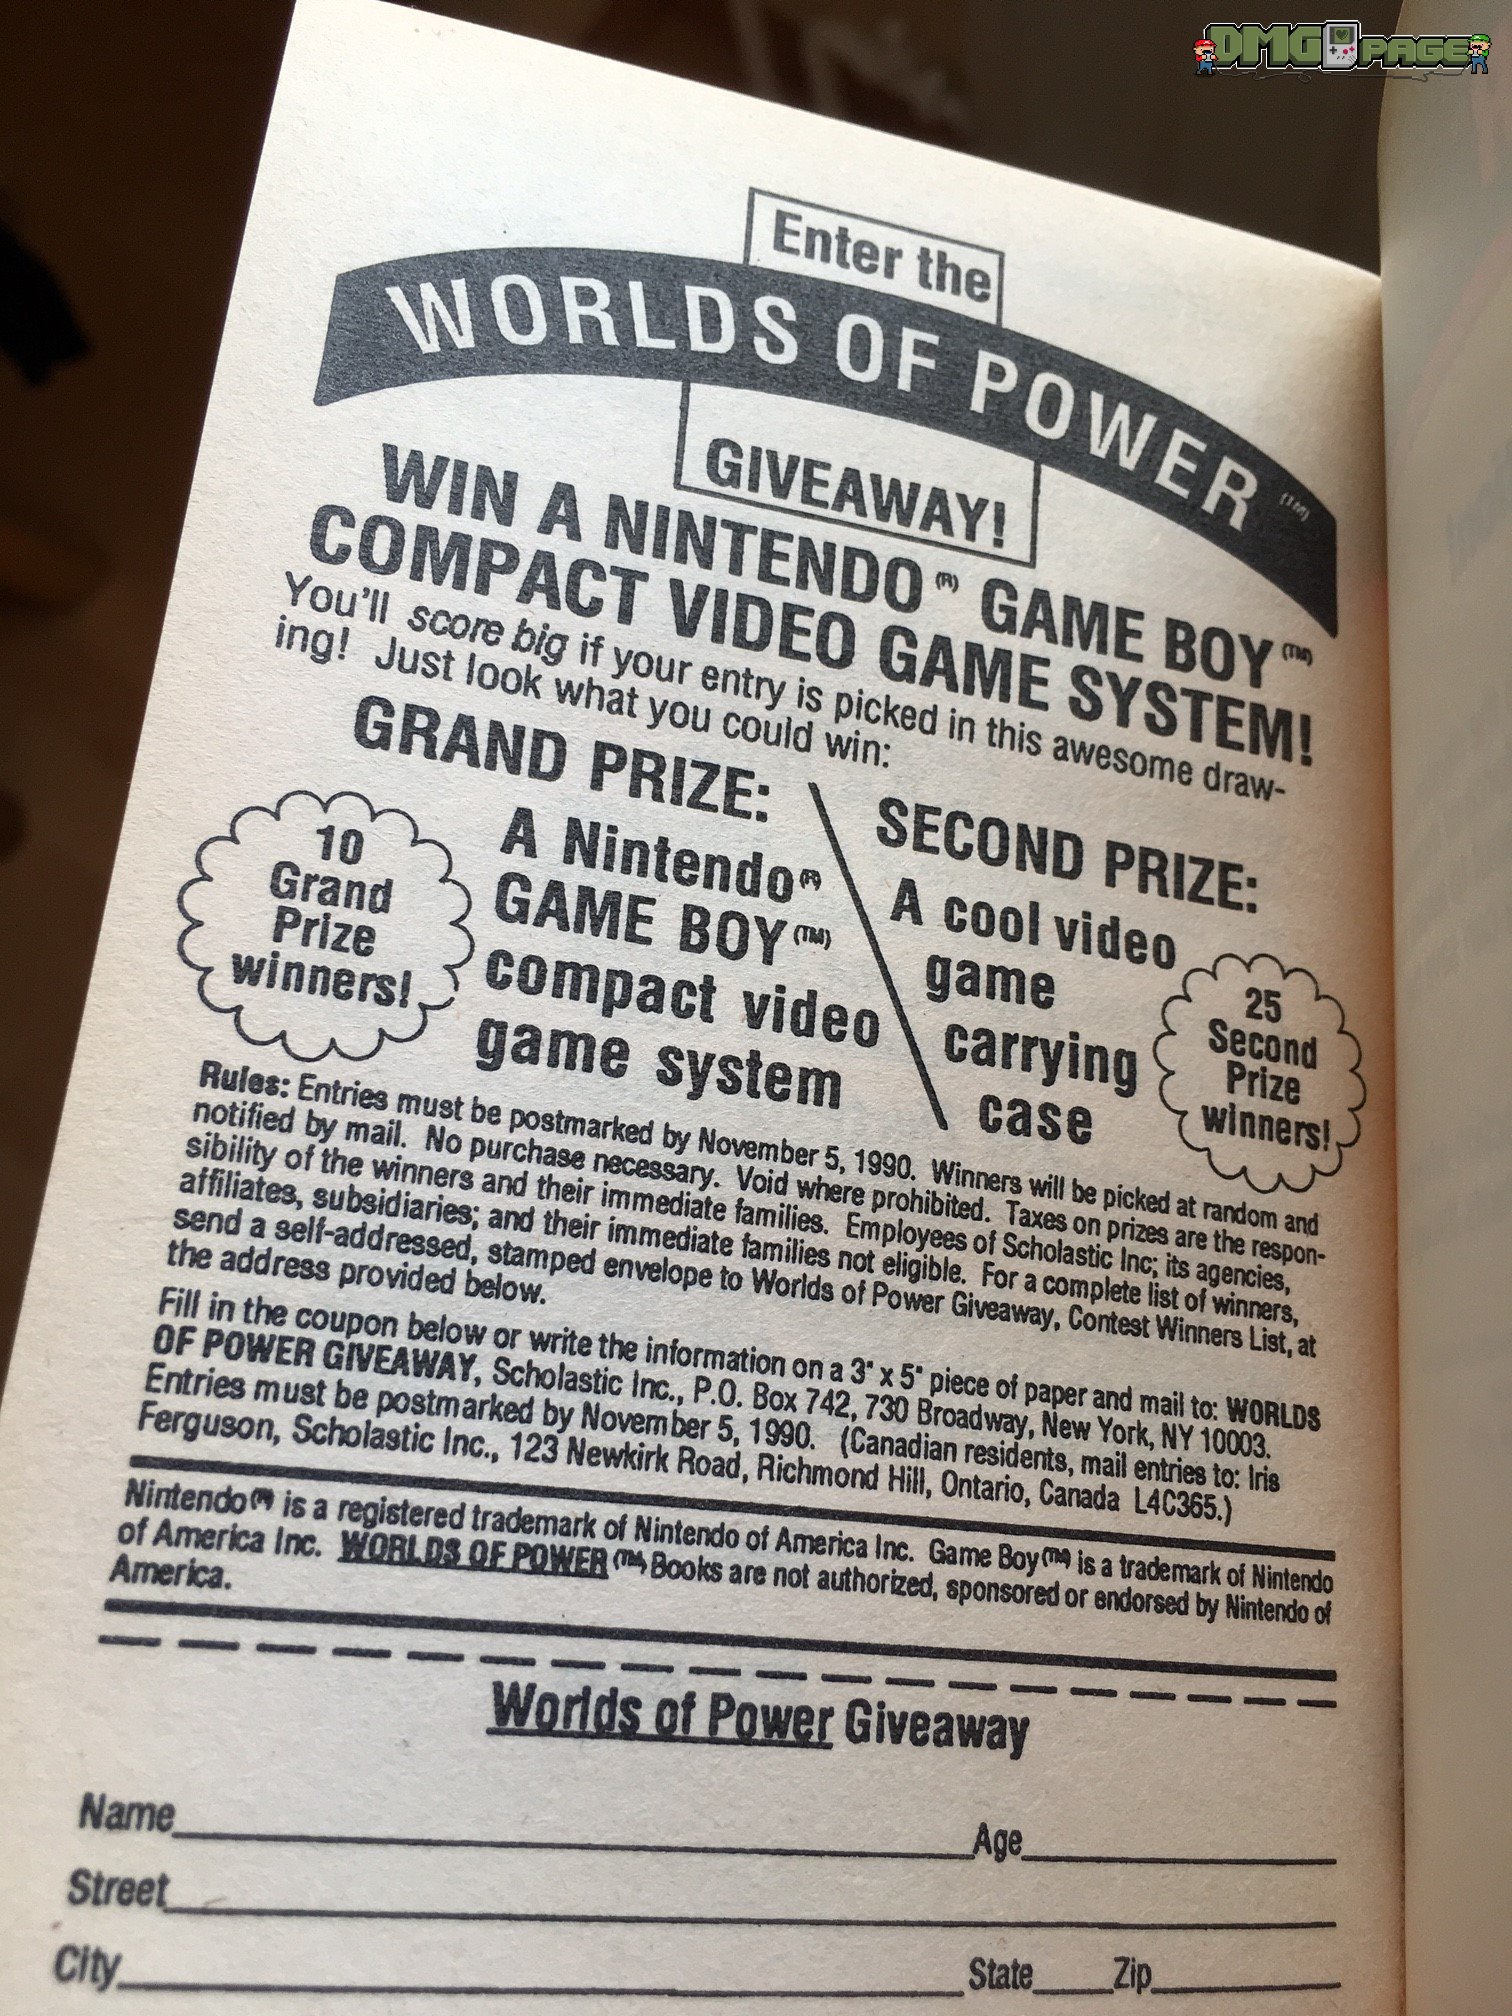 DMG PAGE
Enter the
WORLDS OF POWER (TM)
GIVEAWAY!
WIN A NINTENDO (R) GAME BOY (TM)
COMPACT VIDEO GAME SYSTEM!
You'll score big if your entry is picked in this awesome draw-
ing! Just look what you could win:
GRAND PRIZE:
10
Grand
Prize
winners!
A Nintendo (R)
GAME BOY (TM)
compact video
game system
SECOND PRIZE:
A cool video
game
carrying
case
25
Second
Prize
winners!
Rules: Entries must be postmarked by November 5, 1990. Winners will be picked at random and
notified by mail. No purchase necessary. Void where prohibited. Taxes on prizes are the respon-
sibility of the winners and their immediate families. Employees of Scholastic Inc; its agencies,
affiliates, subsidiaries; and their immediate families not eligible. For a complete list of winners,
send a self-addressed, stamped envelope to Worlds of Power Giveaway, Contest Winners List, at
the address provided below.
Fill in the coupon below or write the information on a 3" x 5" piece of paper and mail to: WORLDS
OF POWER GIVEAWAY, Scholastic Inc., P.O. Box 742, 730 Broadway, New York, NY 10003.
Entries must be postmarked by November 5, 1990. (Canadian residents, mail entries to: Iris
Ferguson, Scholastic Inc., 123 Newkirk Road, Richmond Hill, Ontario, Canada L4C365.)
Nintendo (R) is a registered trademark of Nintendo of America Inc. Game Boy (TM) is a trademark of Nintendo
of America Inc. WORLDS OF POWER (TM) Books are not authorized, sponsored or endorsed by Nintendo of
America.
Worlds of Power Giveaway
Name Age
Street
City State Zip